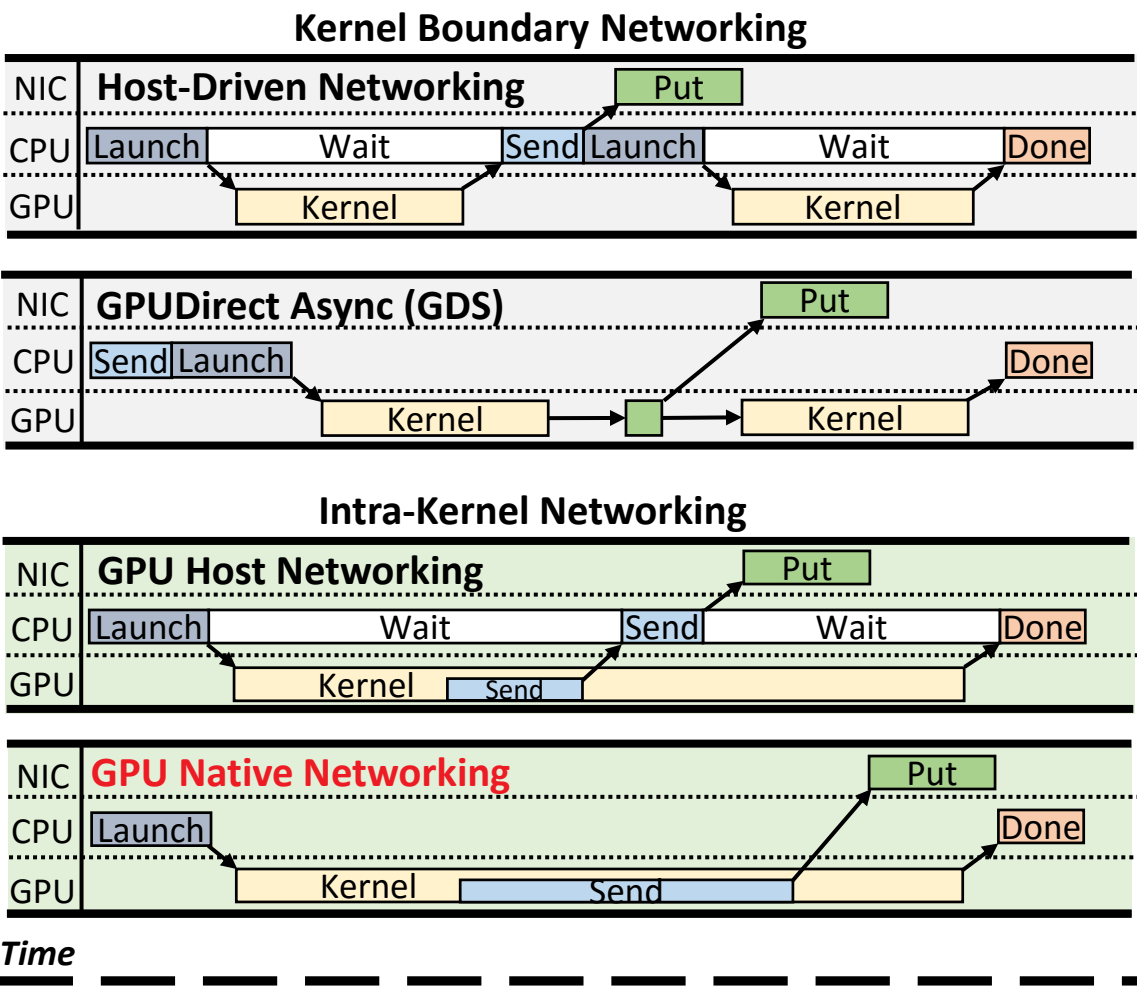 Kernel Boundary Networking
NIC Host-Driven Networking Put
CPU Launch Wait Send Launch Wait Done
GPU Kernel Kernel
NIC GPUDirect Async (GDS) Put
CPU Send Launch Done
GPU Kernel Kernel
Intra-Kernel Networking
NIC GPU Host Networking Put
CPU Launch Wait Send Wait Done
GPU Kernel Send
NIC GPU Native Networking Put
CPU Launch Done
GPU Kernel Send
Time